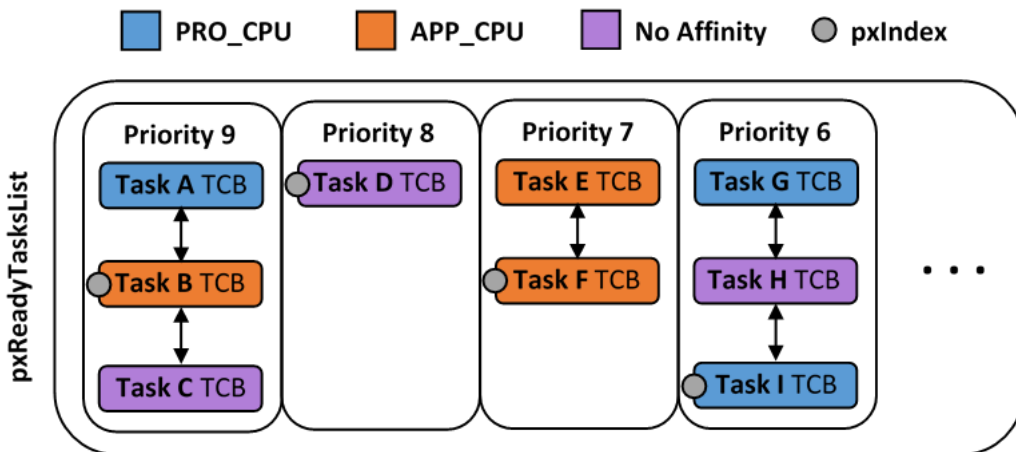 PRO_CPU
APP_CPU
No Affinity
pxIndex
pxReadyTasksList
Priority 9
Task A TCB
Task B TCB
Task C TCB
Priority 8
Task D TCB
Priority 7
Task E TCB
Task F TCB
Priority 6
Task G TCB
Task H TCB
Task I TCB
. . .